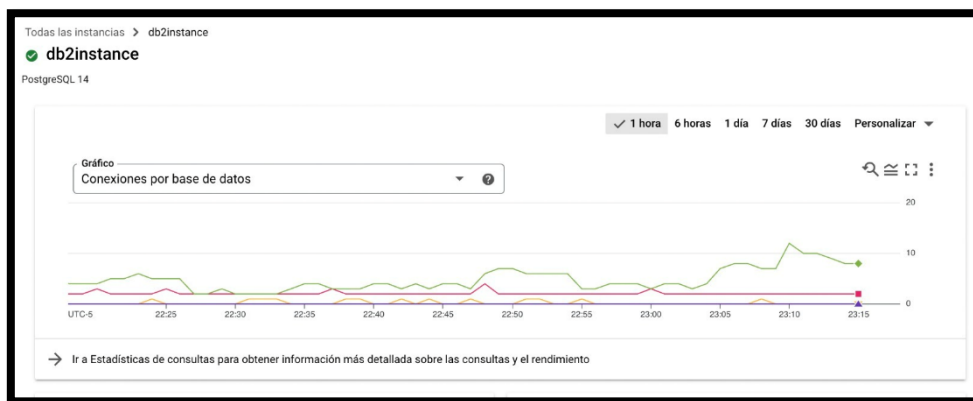 Todas las instancias > db2instance
db2instance
PostgreSQL 14
1 hora 6 horas 1 día 7 días 30 días Personalizar
Gráfico
Conexiones por base de datos
20
10
0
UTC-5 22:25 22:30 22:35 22:40 22:45 22:50 22:55 23:00 23:05 23:10 23:15
Ir a Estadísticas de consultas para obtener información más detallada sobre las consultas y el rendimiento